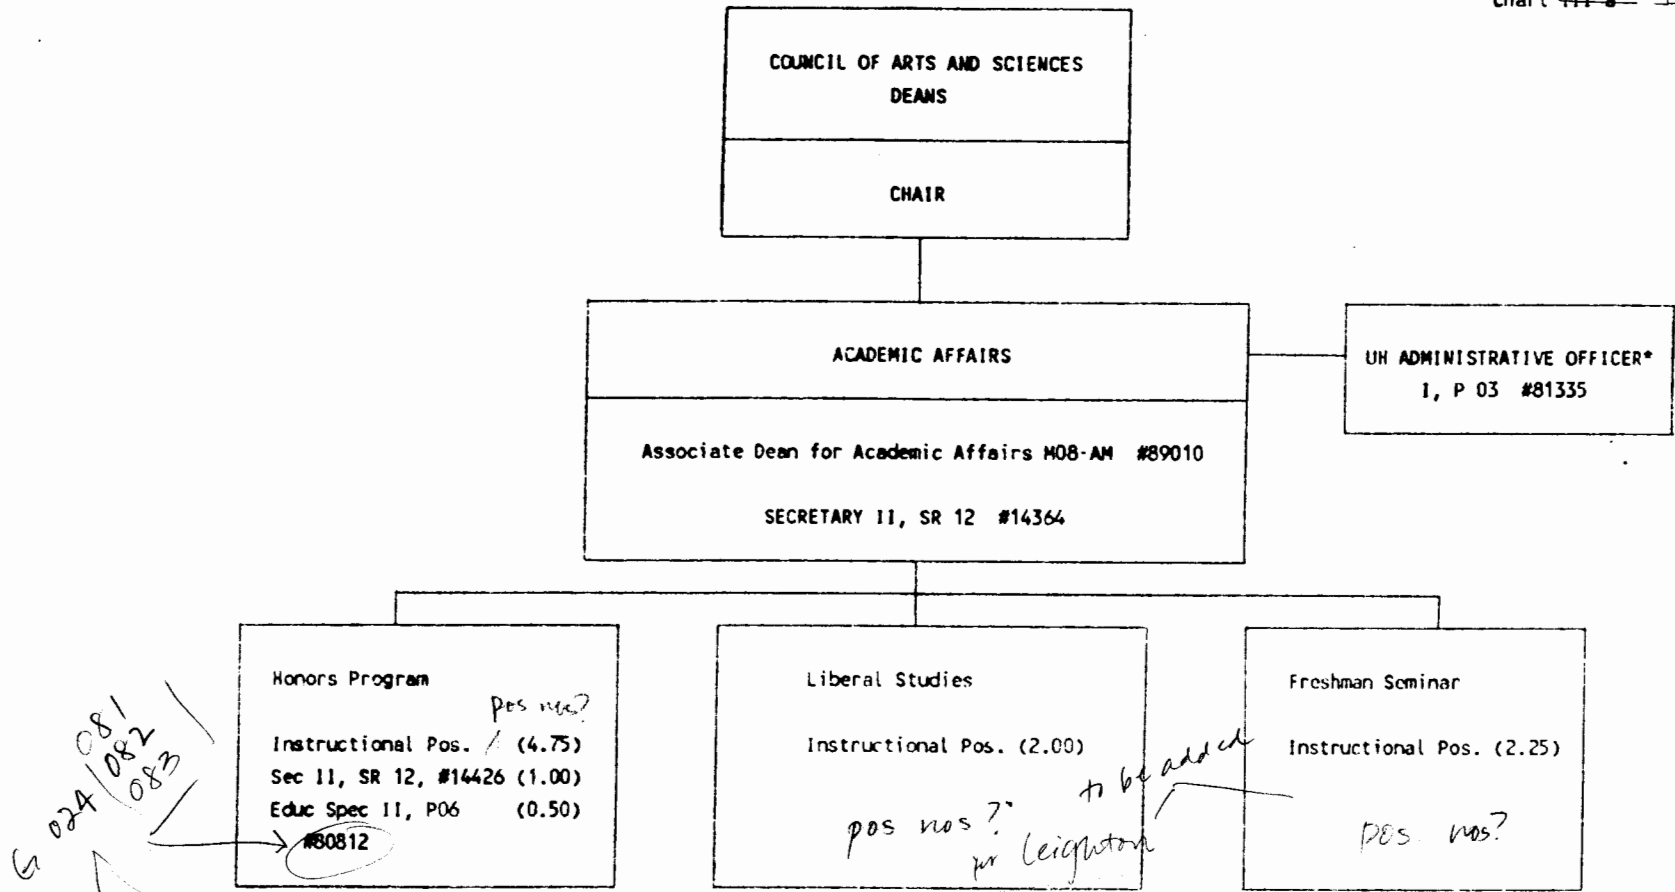 Chart III
COUNCIL OF ARTS AND SCIENCES
DEANS
CHAIR
ACADEMIC AFFAIRS
Associate Dean for Academic Affairs M08-AM #89010
SECRETARY II, SR 12 #14364
UH ADMINISTRATIVE OFFICER*
I, P 03 #81335
Honors Program
pos nos?
Instructional Pos. (4.75)
Sec II, SR 12, #14426 (1.00)
Educ Spec II, P06 (0.50)
#80812
081
082
083
024
Liberal Studies
Instructional Pos. (2.00)
pos nos?
to be added
per Leighton
Freshman Seminar
Instructional Pos. (2.25)
pos. nos?